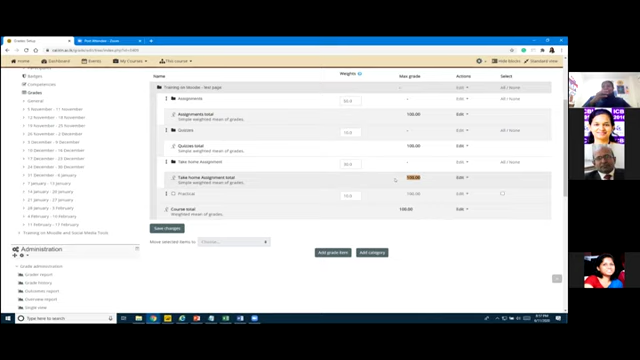 Grades Setup
Post Attendee - Zoom
Home
Dashboard
Events
My Courses
This course
Hide blocks
Standard view
Badges
Competencies
Grades
General
5 November - 11 November
12 November - 18 November
19 November - 25 November
26 November - 2 December
3 December - 9 December
10 December - 16 December
17 December - 23 December
24 December - 30 December
31 December - 6 January
7 January - 13 January
14 January - 20 January
21 January - 27 January
28 January - 3 February
4 February - 10 February
11 February - 17 February
Training on Moodle and Social Media Tools
Administration
Grade administration
Grader report
Grade history
Outcomes report
Overview report
Single view
Name
Weights
Max grade
Actions
Select
Training on Moodle - test page
-
Edit
All / None
Assignments
-
Edit
All / None
Assignments total
100.00
Edit
Simple weighted mean of grades.
Quizzes
10.0
-
Edit
All / None
Quizzes total
100.00
Edit
Simple weighted mean of grades.
Take home Assignment
-
Edit
All / None
Take home Assignment total
100.00
Edit
Simple weighted mean of grades.
Practical
10.0
100.00
Edit
Course total
100.00
Edit
Weighted mean of grades.
Save changes
Move selected items to
Choose...
Add grade item
Add category
Type here to search